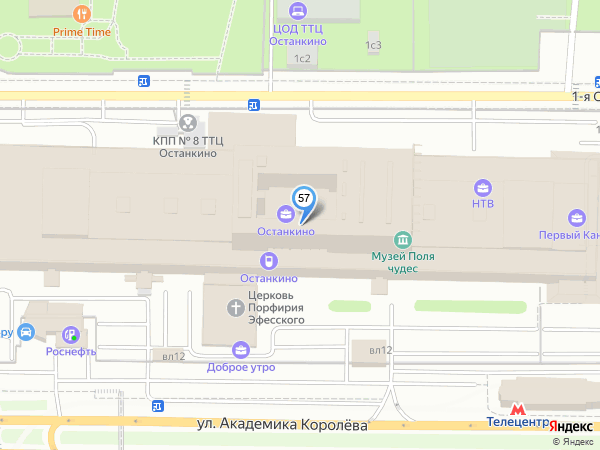 Prime Time
ЦОД ТТЦ
Останкино
1с2
1с3
1-я О
КПП № 8 ТТЦ
Останкино
57
Останкино
НТВ
Первый Кан
Музей Поля
чудес
Останкино
Церковь
Порфирия
Эфесского
Роснефть
вл12
вл12
Доброе утро
ул. Академика Королёва
Телецентр
Яндекс
© Яндекс